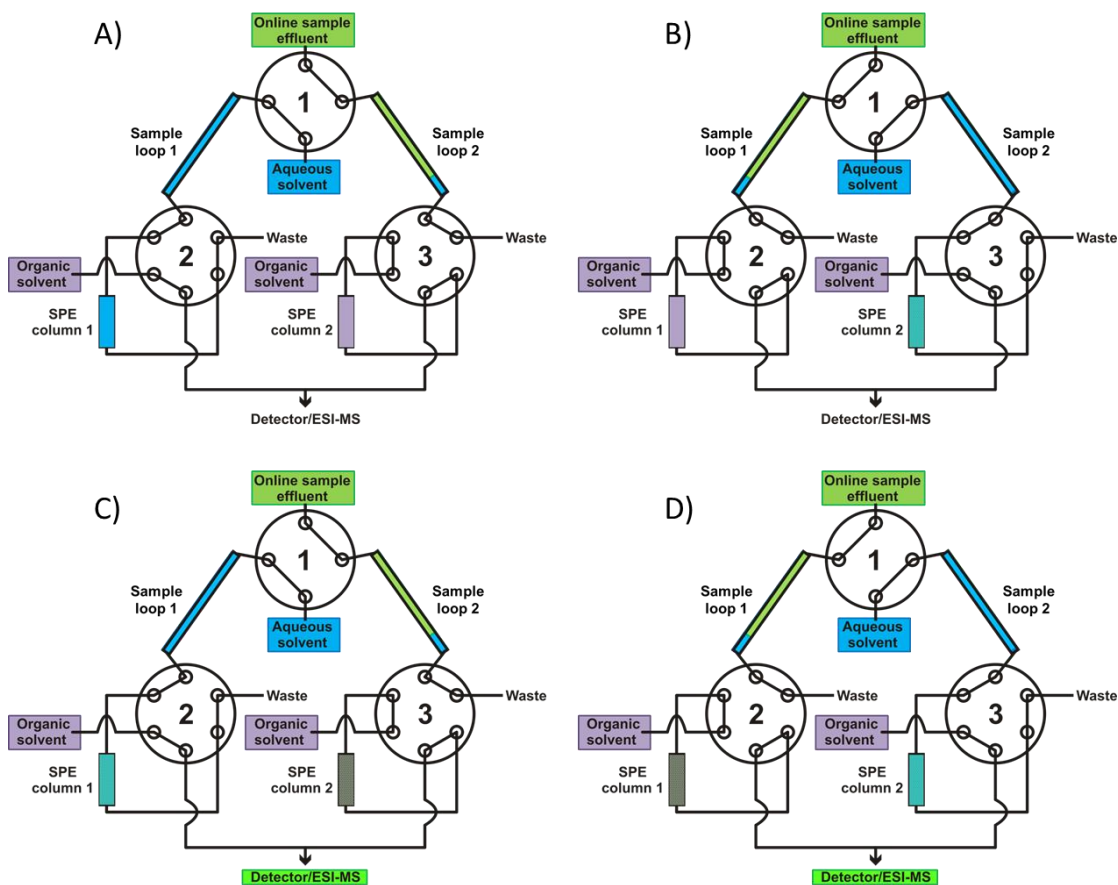 A)
Online sample
effluent
1
Sample
loop 1
Sample
loop 2
Aqueous
solvent
2
Waste
3
Waste
Organic
solvent
Organic
solvent
SPE
column 1
SPE
column 2
Detector/ESI-MS
B)
Online sample
effluent
1
Sample
loop 1
Sample
loop 2
Aqueous
solvent
2
Waste
3
Waste
Organic
solvent
Organic
solvent
SPE
column 1
SPE
column 2
Detector/ESI-MS
C)
Online sample
effluent
1
Sample
loop 1
Sample
loop 2
Aqueous
solvent
2
Waste
3
Waste
Organic
solvent
Organic
solvent
SPE
column 1
SPE
column 2
Detector/ESI-MS
D)
Online sample
effluent
1
Sample
loop 1
Sample
loop 2
Aqueous
solvent
2
Waste
3
Waste
Organic
solvent
Organic
solvent
SPE
column 1
SPE
column 2
Detector/ESI-MS